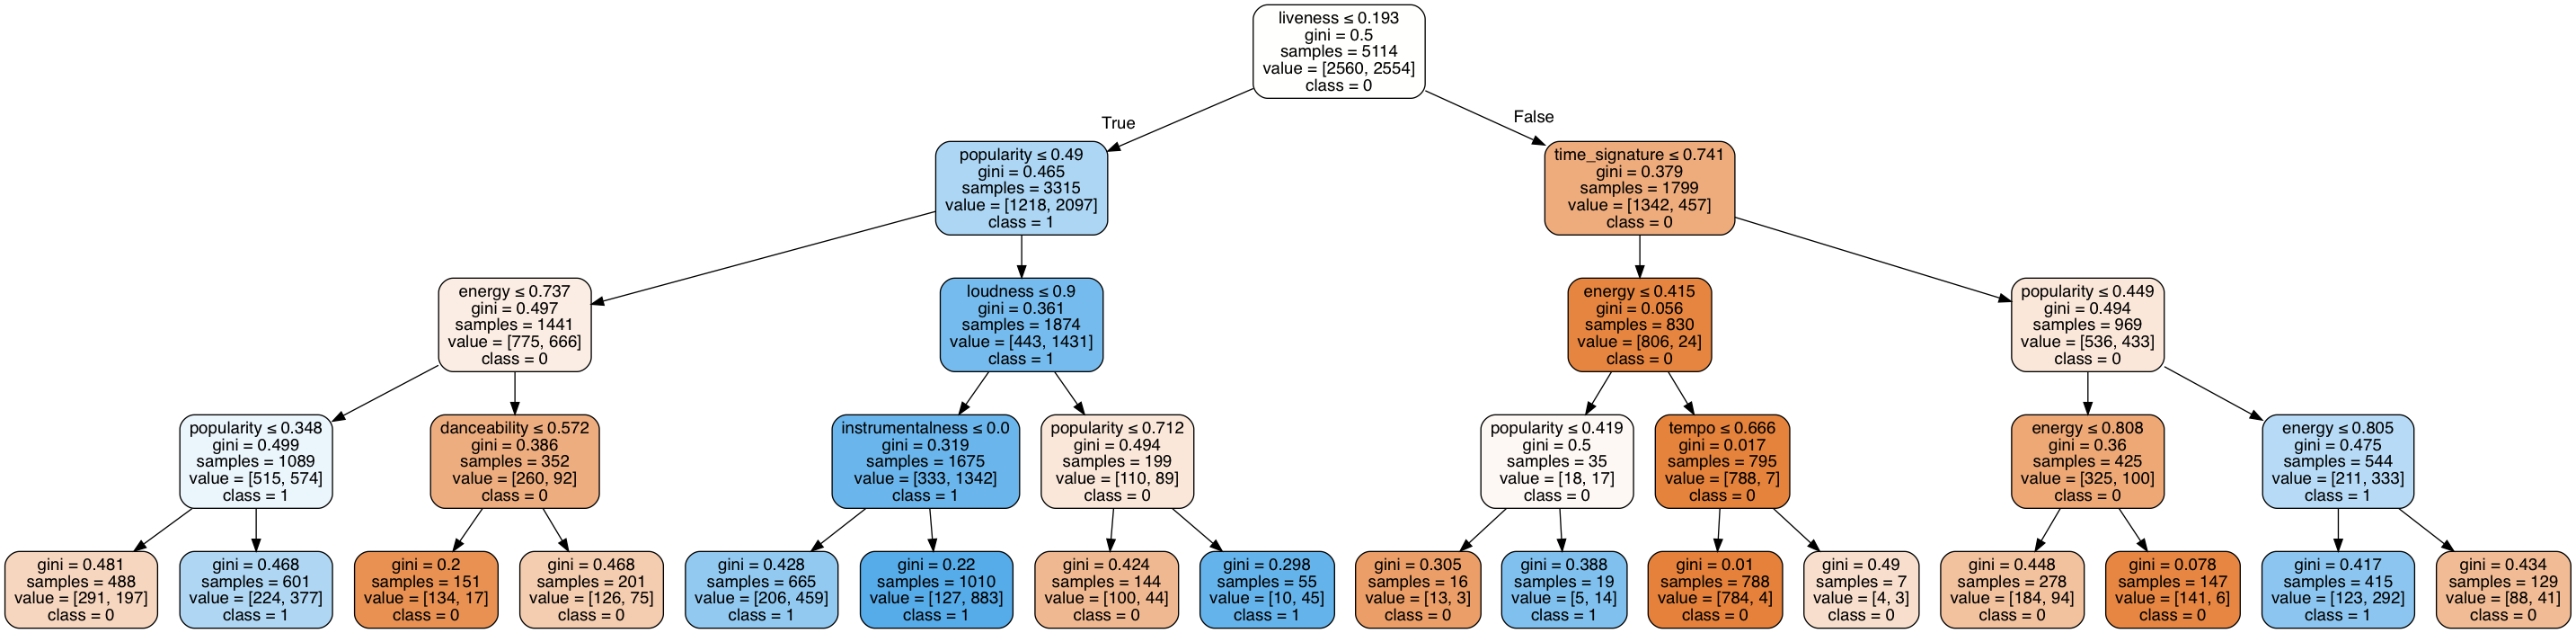 liveness ≤ 0.193
gini = 0.5
samples = 5114
value = [2560, 2554]
class = 0
True
False
popularity ≤ 0.49
gini = 0.465
samples = 3315
value = [1218, 2097]
class = 1
time_signature ≤ 0.741
gini = 0.379
samples = 1799
value = [1342, 457]
class = 0
energy ≤ 0.737
gini = 0.497
samples = 1441
value = [775, 666]
class = 0
loudness ≤ 0.9
gini = 0.361
samples = 1874
value = [443, 1431]
class = 1
energy ≤ 0.415
gini = 0.056
samples = 830
value = [806, 24]
class = 0
popularity ≤ 0.449
gini = 0.494
samples = 969
value = [536, 433]
class = 0
popularity ≤ 0.348
gini = 0.499
samples = 1089
value = [515, 574]
class = 1
danceability ≤ 0.572
gini = 0.386
samples = 352
value = [260, 92]
class = 0
instrumentalness ≤ 0.0
gini = 0.319
samples = 1675
value = [333, 1342]
class = 1
popularity ≤ 0.712
gini = 0.494
samples = 199
value = [110, 89]
class = 0
popularity ≤ 0.419
gini = 0.5
samples = 35
value = [18, 17]
class = 0
tempo ≤ 0.666
gini = 0.017
samples = 795
value = [788, 7]
class = 0
energy ≤ 0.808
gini = 0.36
samples = 425
value = [325, 100]
class = 0
energy ≤ 0.805
gini = 0.475
samples = 544
value = [211, 333]
class = 1
gini = 0.481
samples = 488
value = [291, 197]
class = 0
gini = 0.468
samples = 601
value = [224, 377]
class = 1
gini = 0.2
samples = 151
value = [134, 17]
class = 0
gini = 0.468
samples = 201
value = [126, 75]
class = 0
gini = 0.428
samples = 665
value = [206, 459]
class = 1
gini = 0.22
samples = 1010
value = [127, 883]
class = 1
gini = 0.424
samples = 144
value = [100, 44]
class = 0
gini = 0.298
samples = 55
value = [10, 45]
class = 1
gini = 0.305
samples = 16
value = [13, 3]
class = 0
gini = 0.388
samples = 19
value = [5, 14]
class = 1
gini = 0.01
samples = 788
value = [784, 4]
class = 0
gini = 0.49
samples = 7
value = [4, 3]
class = 0
gini = 0.448
samples = 278
value = [184, 94]
class = 0
gini = 0.078
samples = 147
value = [141, 6]
class = 0
gini = 0.417
samples = 415
value = [123, 292]
class = 1
gini = 0.434
samples = 129
value = [88, 41]
class = 0